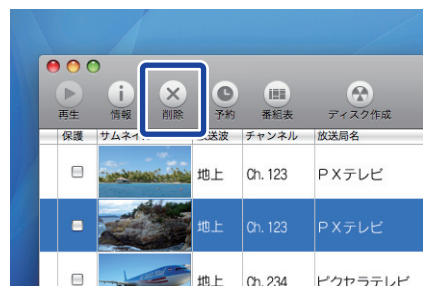 再生 情報 削除 予約 番組表 ディスク作成
保護 サムネイル 放送波 チャンネル 放送局名
地上 Ch. 123 ＰＸテレビ
地上 Ch. 123 ＰＸテレビ
地上 Ch. 234 ピクセラテレビ